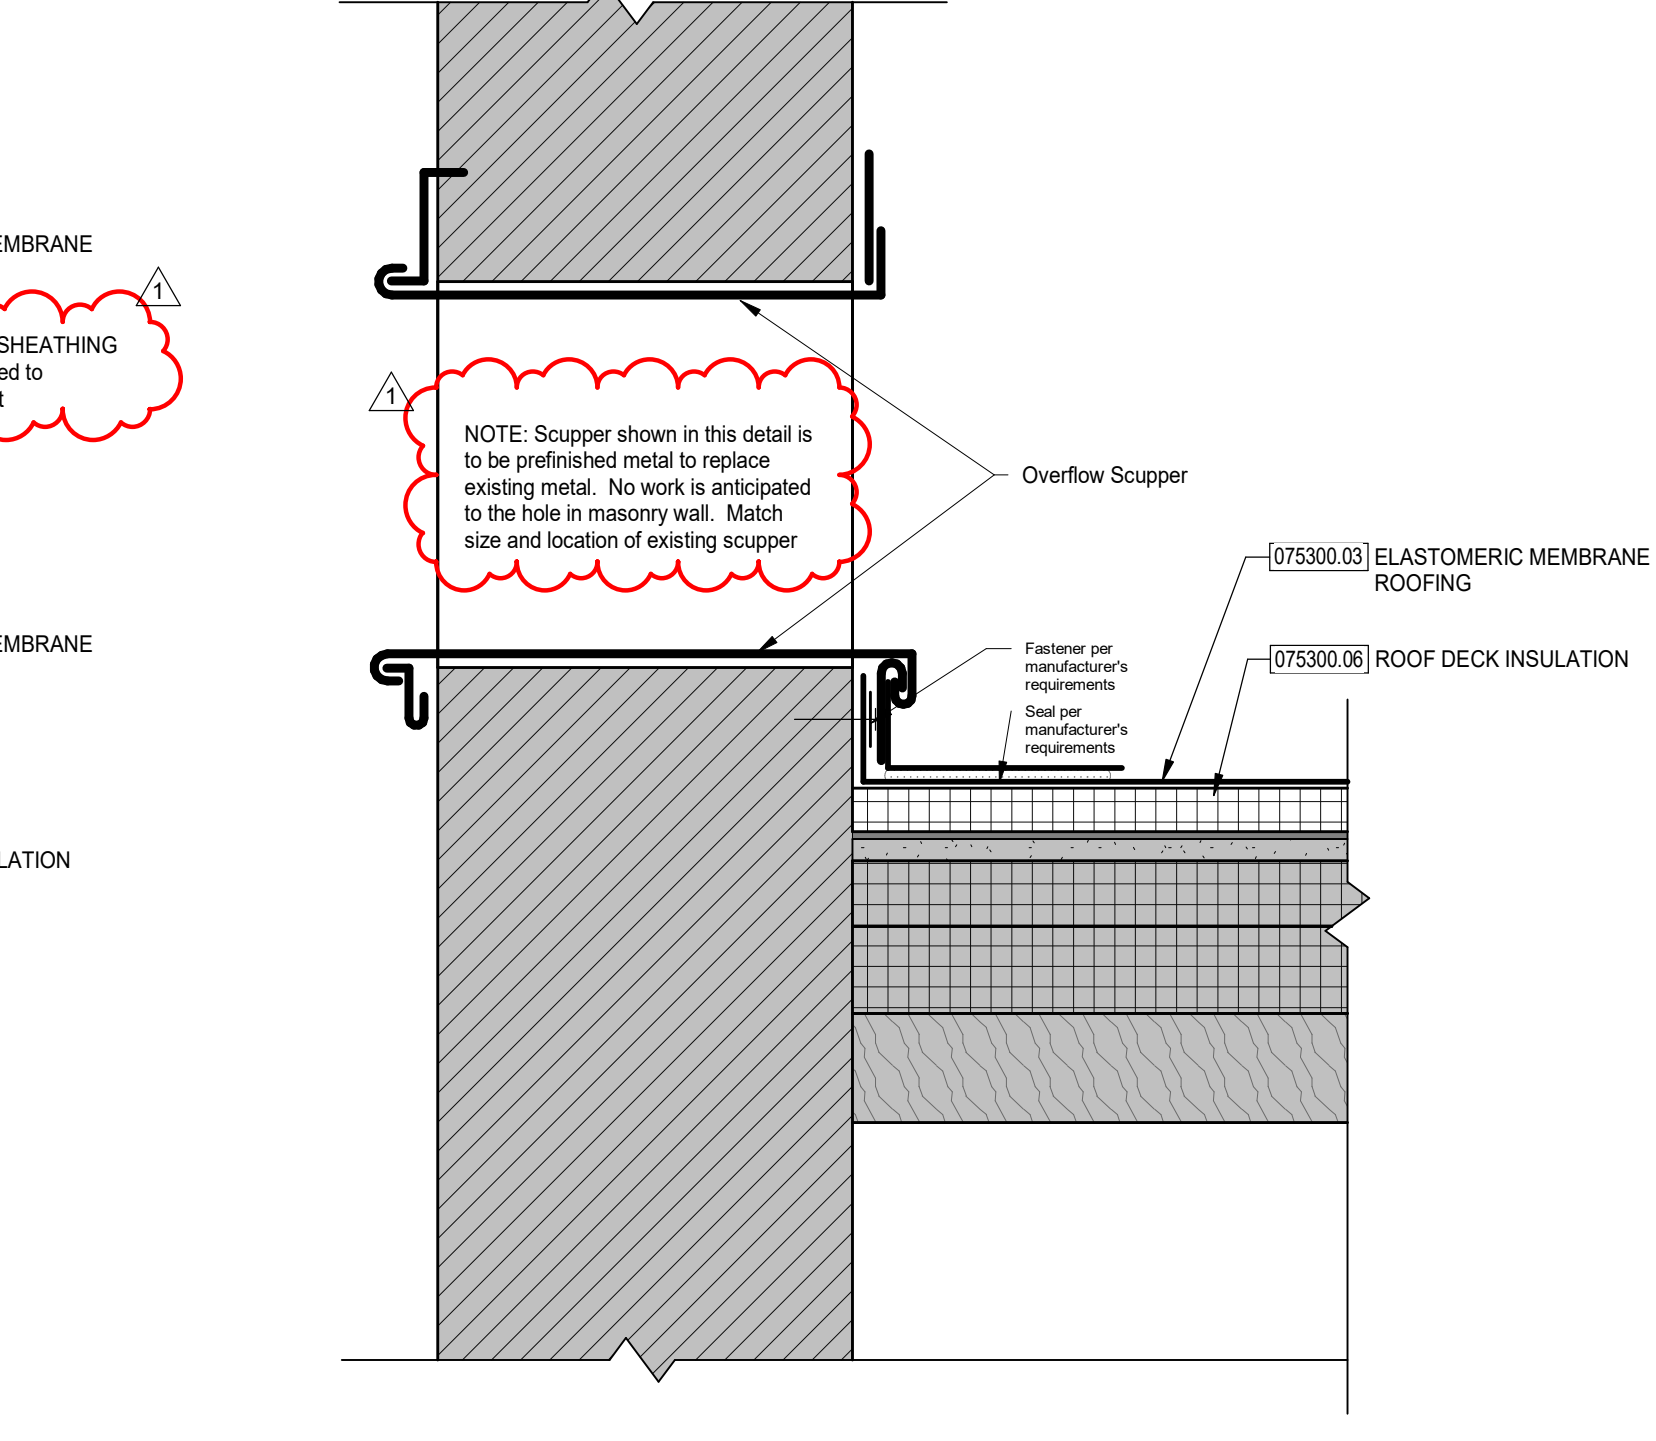 EMBRANE
1
SHEATHING
ed to
t
EMBRANE
LATION
1
NOTE: Scupper shown in this detail is
to be prefinished metal to replace
existing metal. No work is anticipated
to the hole in masonry wall. Match
size and location of existing scupper
Overflow Scupper
075300.03 ELASTOMERIC MEMBRANE
ROOFING
Fastener per
manufacturer's
requirements
075300.06 ROOF DECK INSULATION
Seal per
manufacturer's
requirements